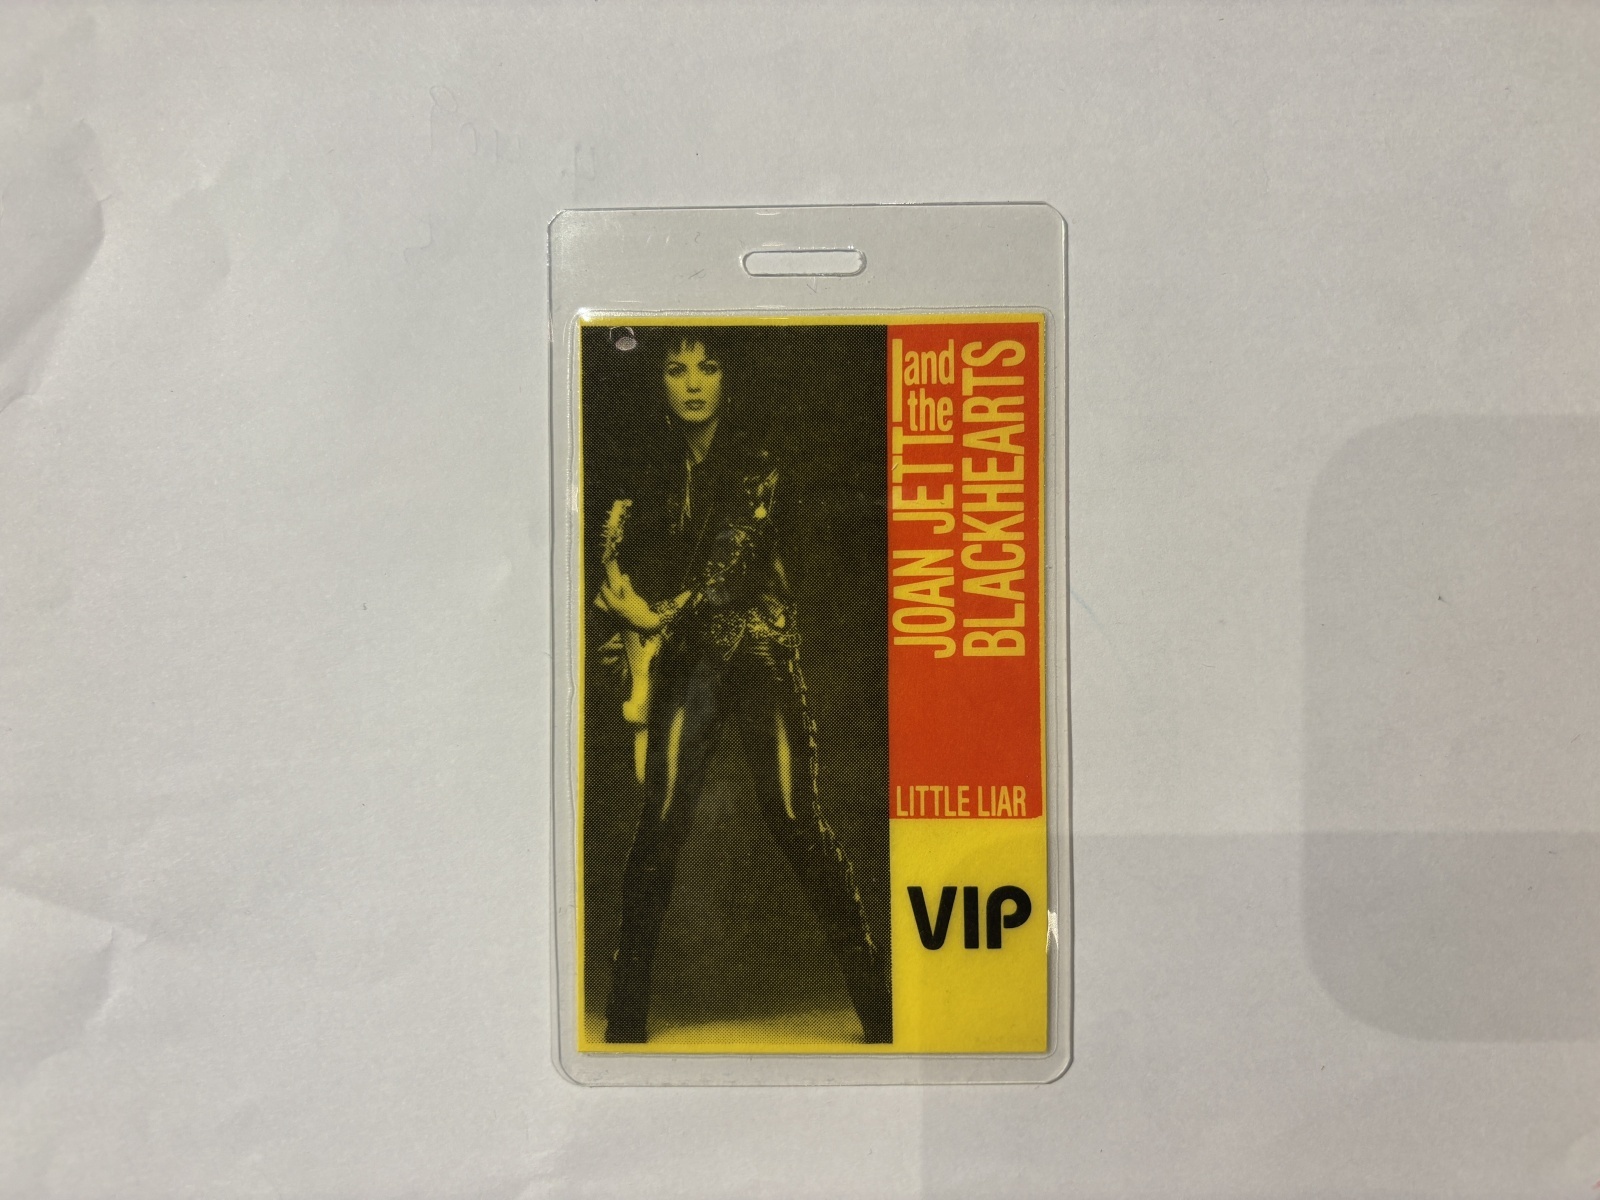 JOAN JETT and the
BLACKHEARTS
LITTLE LIAR
VIP